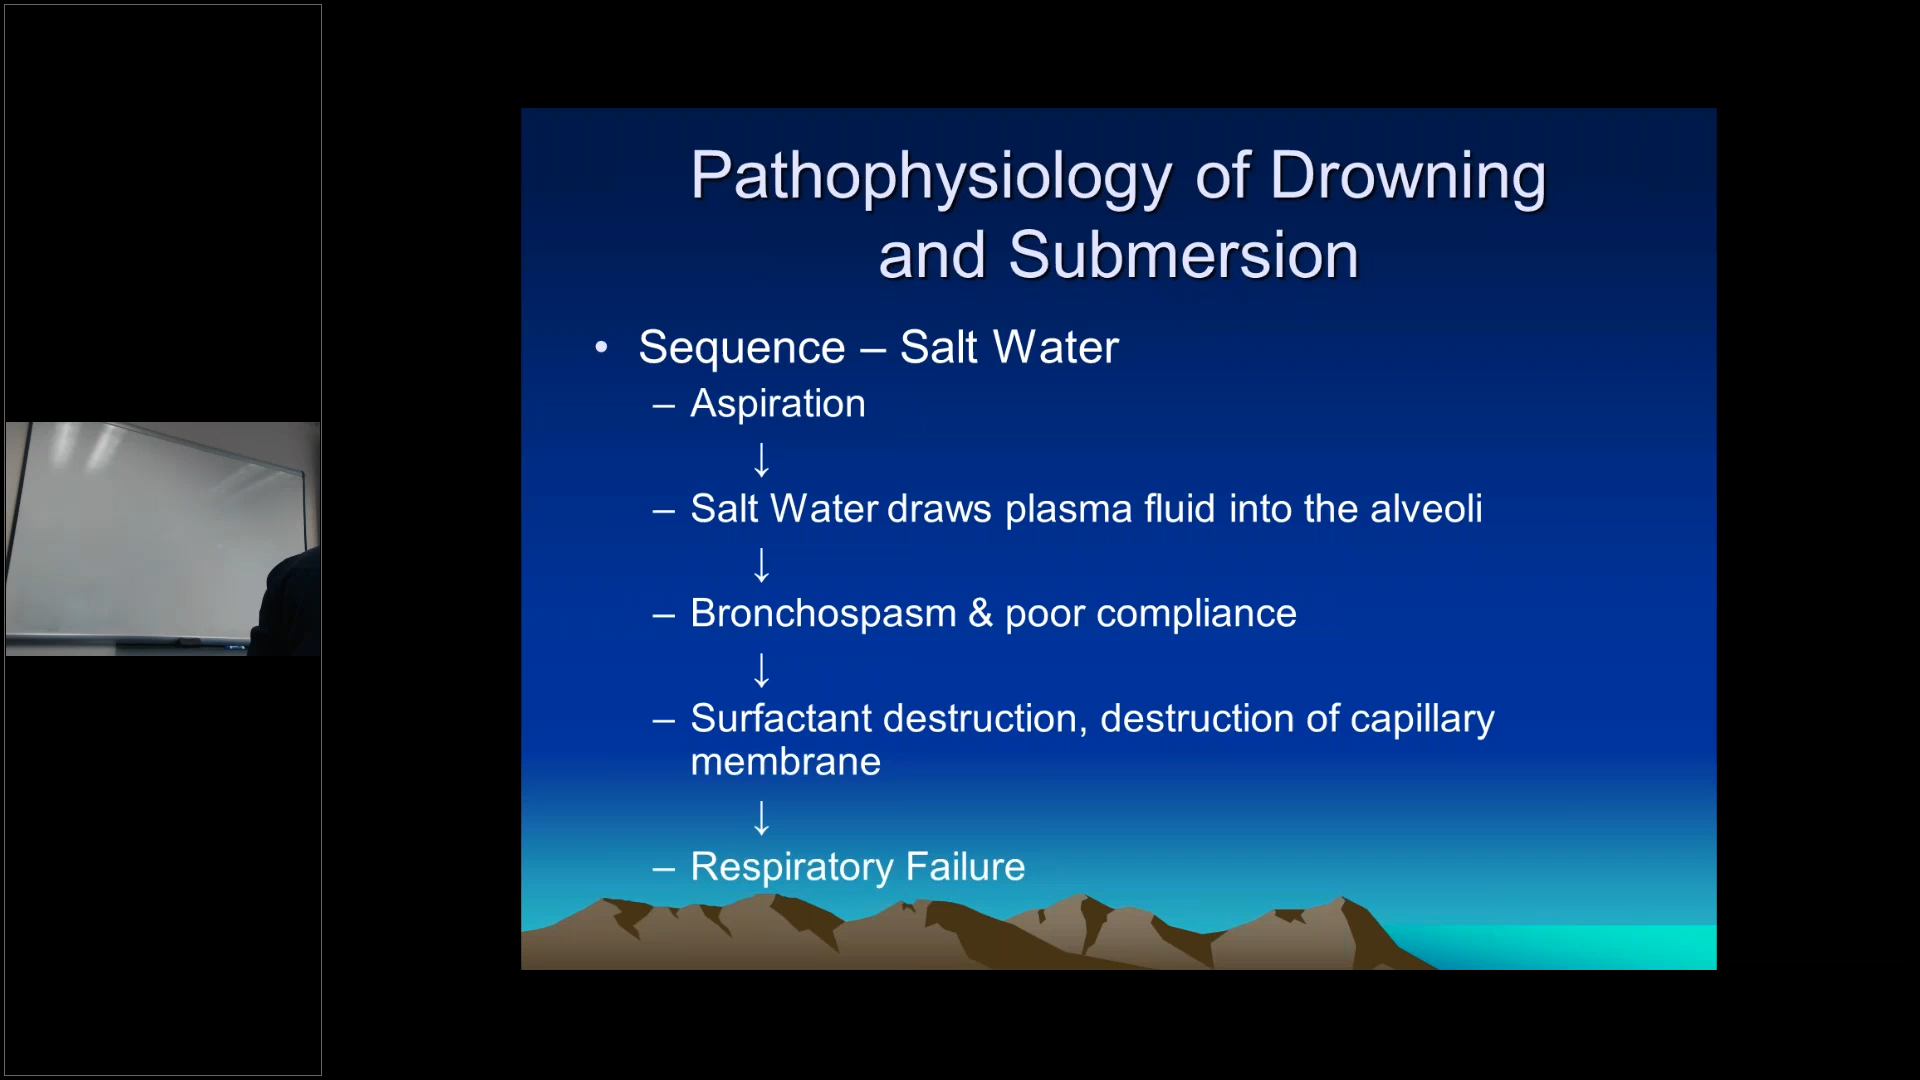 Pathophysiology of Drowning
and Submersion
• Sequence – Salt Water
– Aspiration
↓
– Salt Water draws plasma fluid into the alveoli
↓
– Bronchospasm & poor compliance
↓
– Surfactant destruction, destruction of capillary
membrane
↓
– Respiratory Failure